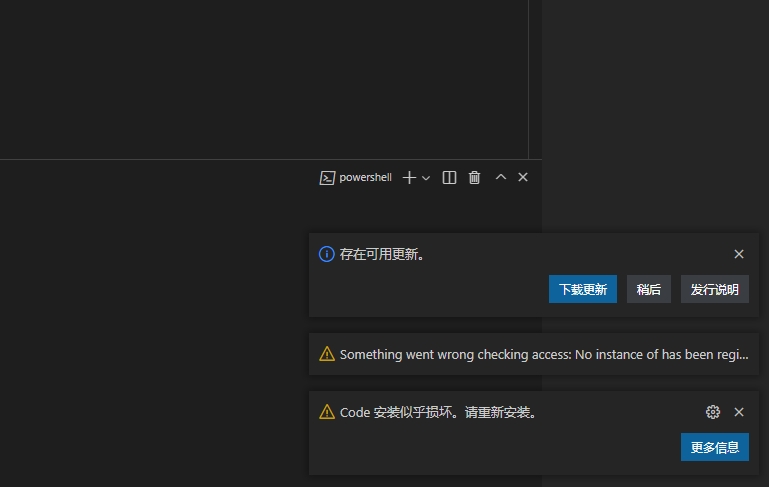 powershell
存在可用更新。
下载更新 稍后 发行说明
Something went wrong checking access: No instance of has been regi...
Code 安装似乎损坏。请重新安装。
更多信息